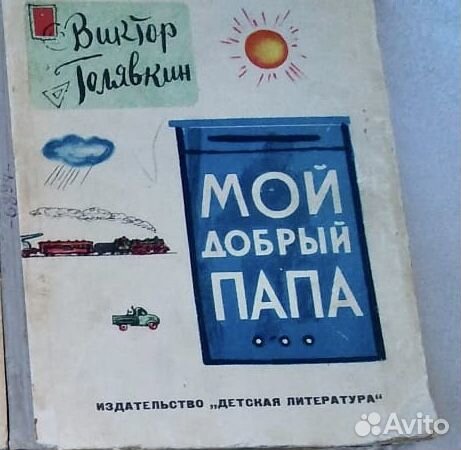 Виктор
Голявкин
МОЙ
ДОБРЫЙ
ПАПА
ИЗДАТЕЛЬСТВО „ДЕТСКАЯ ЛИТЕРАТУРА"
Avito